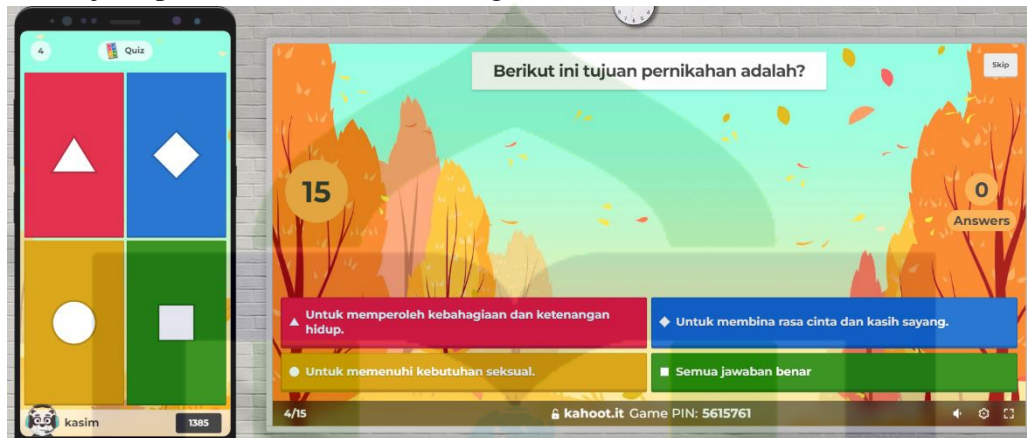 4
Quiz
kasim
1385
Berikut ini tujuan pernikahan adalah?
Skip
15
0
Answers
Untuk memperoleh kebahagiaan dan ketenangan
hidup.
Untuk membina rasa cinta dan kasih sayang.
Untuk memenuhi kebutuhan seksual.
Semua jawaban benar
4/15
kahoot.it Game PIN: 5615761